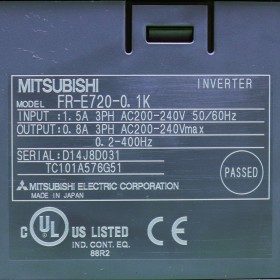 MITSUBISHI INVERTER
MODEL FR-E720-0.1K
INPUT :1.5A 3PH AC200-240V 50/60Hz
OUTPUT:0.8A 3PH AC200-240Vmax
0.2-400Hz
SERIAL: D14J8D031
TC101A576G51
PASSED
MITSUBISHI ELECTRIC CORPORATION
MADE IN JAPAN
C UL US LISTED CE
IND. CONT. EQ.
86R2